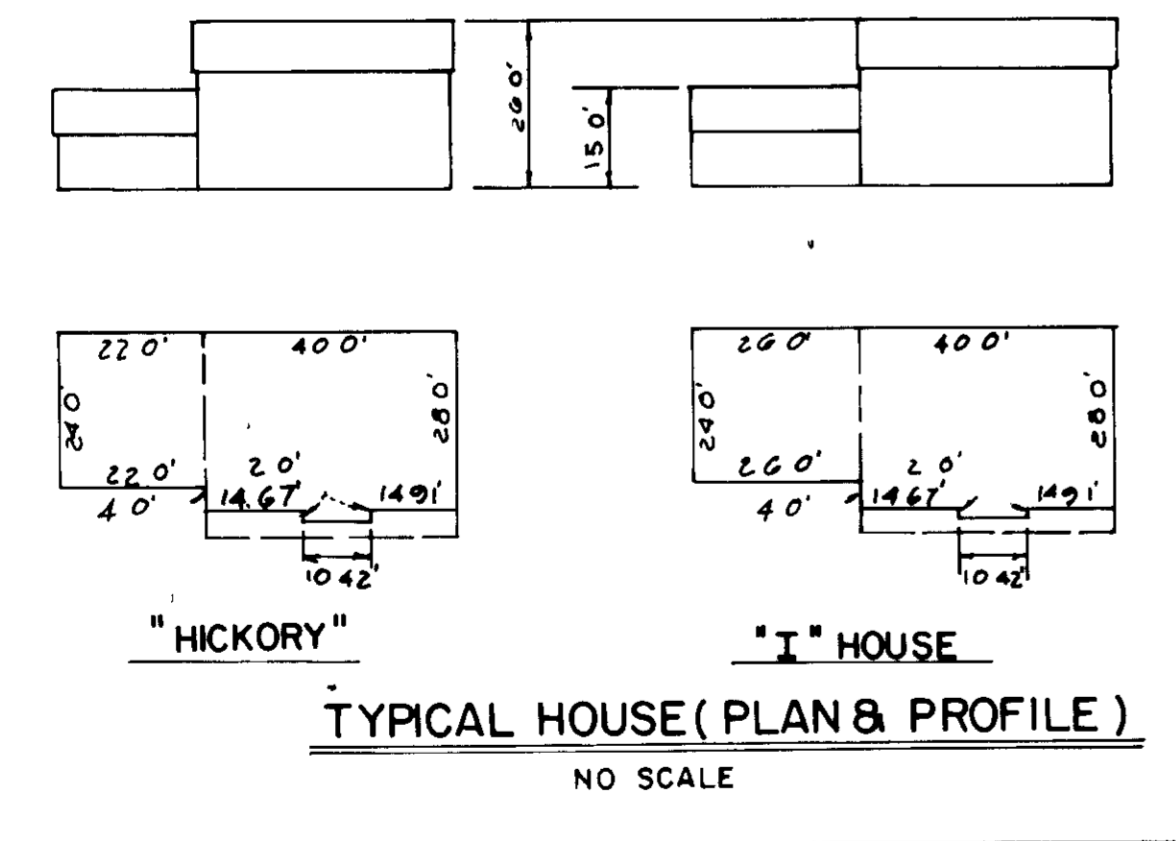 26 0'
15 0'
22 0' 40 0'
24 0' 28 0'
22 0' 2 0'
4 0' 14.67' 14 91'
10 42'
"HICKORY"
26 0' 40 0'
24 0' 28 0'
26 0' 2 0'
4 0' 14 67' 14 91'
10 42'
"I" HOUSE
TYPICAL HOUSE (PLAN & PROFILE)
NO SCALE